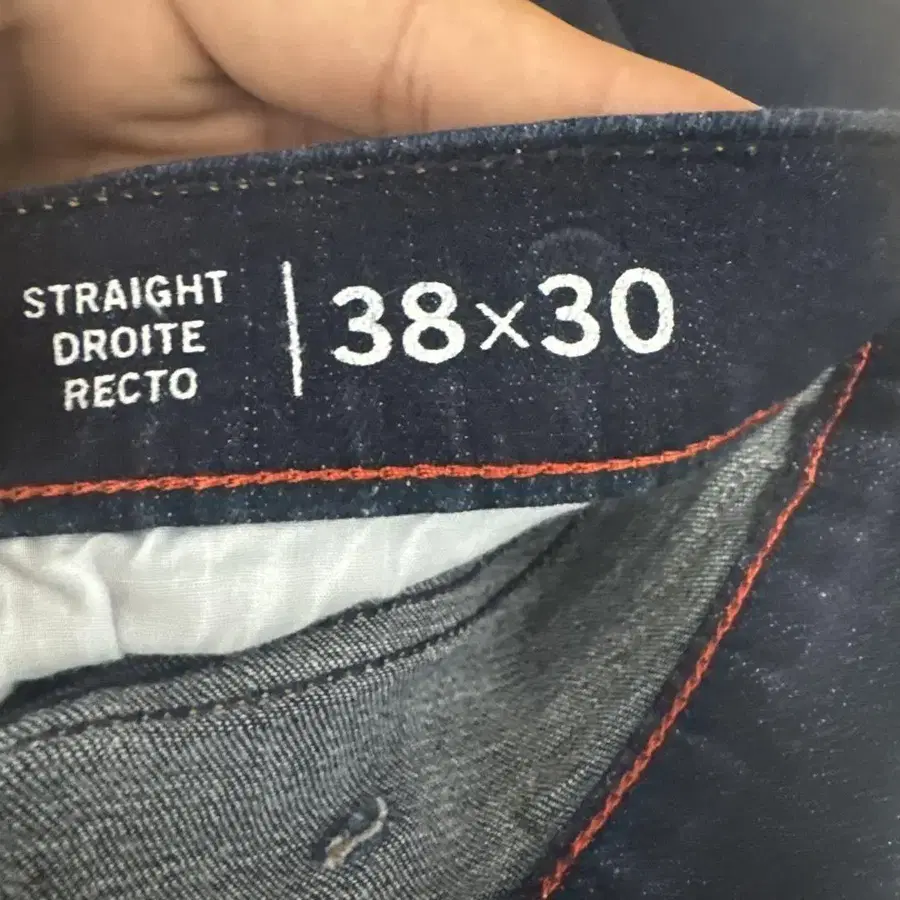 STRAIGHT
DROITE
RECTO
38×30